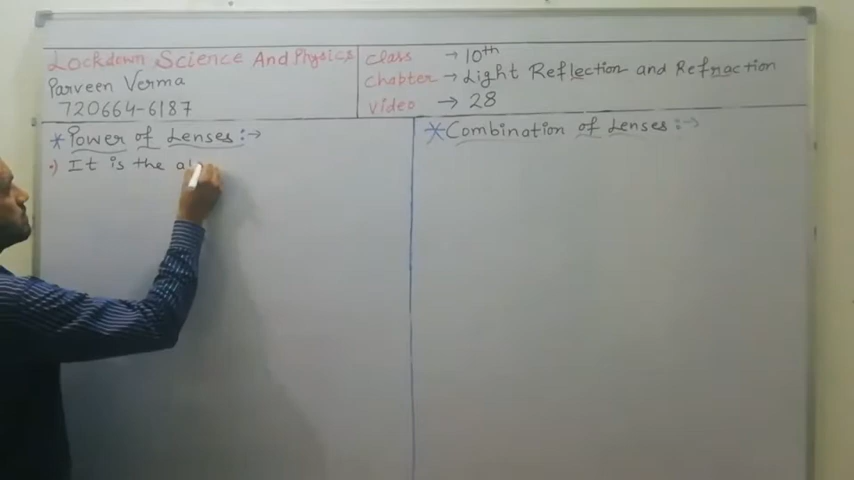 Lockdown Science And Physics
Parveen Verma
720664-6187
Class → 10th
Chapter → Light Reflection and Refraction
Video → 28
*Power of Lenses:→
•) It is the
*Combination of Lenses:→